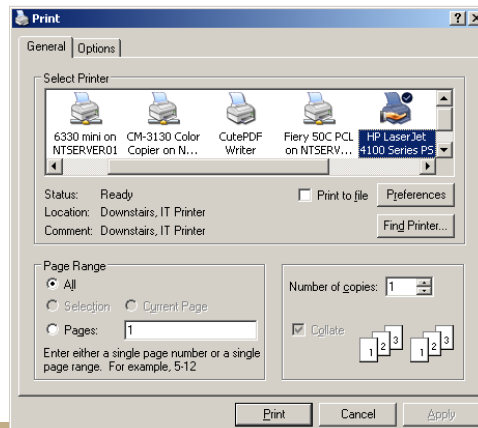 Print
General Options
Select Printer
6330 mini on NTSERVER01
CM-3130 Color Copier on N...
CutePDF Writer
Fiery 50C PCL on NTSERV...
HP LaserJet 4100 Series PS
Status: Ready
Print to file
Preferences
Location: Downstairs, IT Printer
Comment: Downstairs, IT Printer
Find Printer...
Page Range
All
Selection Current Page
Pages: 1
Enter either a single page number or a single
page range. For example, 5-12
Number of copies: 1
Collate
1 2 3 1 2 3
Print Cancel Apply